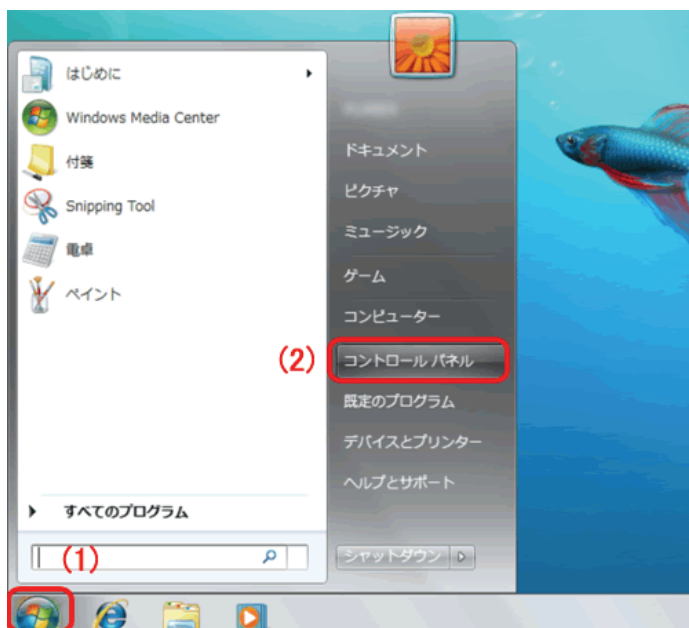 はじめに
Windows Media Center
付箋
Snipping Tool
電卓
ペイント
すべてのプログラム
(1)
ドキュメント
ピクチャ
ミュージック
ゲーム
コンピューター
(2) コントロール パネル
既定のプログラム
デバイスとプリンター
ヘルプとサポート
シャットダウン